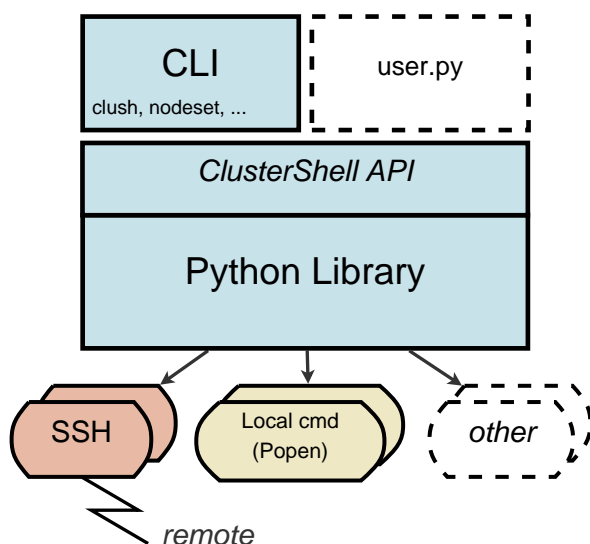 CLI
clush, nodeset, ...
user.py
ClusterShell API
Python Library
SSH
Local cmd
(Popen)
other
remote